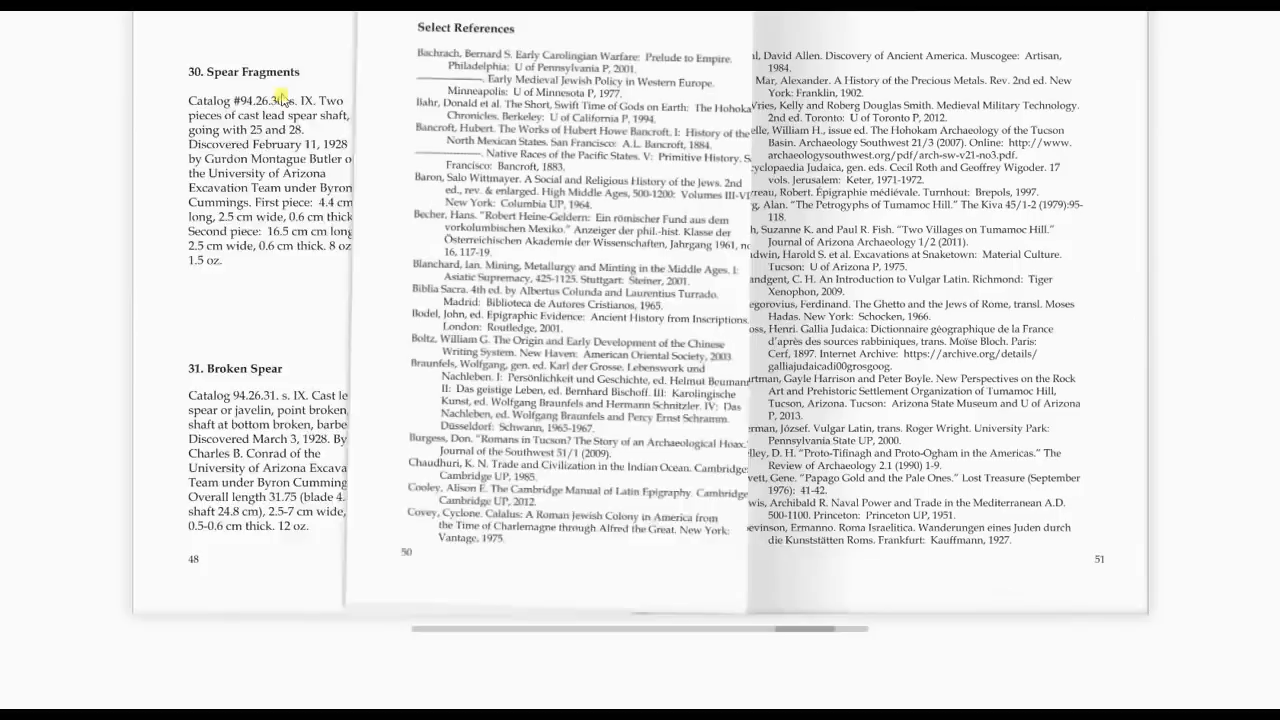 30. Spear Fragments
Catalog #94.26.30. s. IX. Two
pieces of cast lead spear shaft,
going with 25 and 28.
Discovered February 11, 1928
by Gurdon Montague Butler o
the University of Arizona
Excavation Team under Byron
Cummings. First piece: 4.4 cm
long, 2.5 cm wide, 0.6 cm thick
Second piece: 16.5 cm cm long
2.5 cm wide, 0.6 cm thick. 8 oz
1.5 oz.
31. Broken Spear
Catalog 94.26.31. s. IX. Cast le
spear or javelin, point broken,
shaft at bottom broken, barbe
Discovered March 3, 1928. By
Charles B. Conrad of the
University of Arizona Excava
Team under Byron Cumming
Overall length 31.75 (blade 4.
shaft 24.8 cm), 2.5-7 cm wide,
0.5-0.6 cm thick. 12 oz.
48
Select References
Bachrach, Bernard S. Early Carolingian Warfare: Prelude to Empire.
Philadelphia: U of Pennsylvania P, 2001.
————. Early Medieval Jewish Policy in Western Europe.
Minneapolis: U of Minnesota P, 1977.
Bahr, Donald et al. The Short, Swift Time of Gods on Earth: The Hohoka
Chronicles. Berkeley: U of California P, 1994.
Bancroft, Hubert. The Works of Hubert Howe Bancroft. I: History of the
North Mexican States. San Francisco: A.L. Bancroft, 1884.
————. Native Races of the Pacific States. V: Primitive History. S
Francisco: Bancroft, 1883.
Baron, Salo Wittmayer. A Social and Religious History of the Jews. 2nd
ed., rev. & enlarged. High Middle Ages, 500-1200: Volumes III-VI
New York: Columbia UP, 1964.
Becher, Hans. "Robert Heine-Geldern: Ein römischer Fund aus dem
vorkolumbischen Mexiko." Anzeiger der phil.-hist. Klasse der
Österreichischen Akademie der Wissenschaften, Jahrgang 1961, no
16, 117-19.
Blanchard, Ian. Mining, Metallurgy and Minting in the Middle Ages. I:
Asiatic Supremacy, 425-1125. Stuttgart: Steiner, 2001.
Biblia Sacra. 4th ed. by Albertus Colunda and Laurentius Turrado.
Madrid: Biblioteca de Autores Cristianos, 1965.
Bodel, John, ed. Epigraphic Evidence: Ancient History from Inscriptions.
London: Routledge, 2001.
Boltz, William G. The Origin and Early Development of the Chinese
Writing System. New Haven: American Oriental Society, 2003
Braunfels, Wolfgang, gen. ed. Karl der Grosse. Lebenswork und
Nachleben. I: Persönlichkeit und Geschichte, ed. Helmut Beumann
II: Das geistige Leben, ed. Bernhard Bischoff. III: Karolingische
Kunst, ed. Wolfgang Braunfels and Hermann Schnitzler. IV: Das
Nachleben, ed. Wolfgang Braunfels and Percy Ernst Schramm.
Düsseldorf: Schwann, 1965-1967.
Burgess, Don. "Romans in Tucson? The Story of an Archaeological Hoax."
Journal of the Southwest 51/1 (2009).
Chaudhuri, K. N. Trade and Civilization in the Indian Ocean. Cambridge:
Cambridge UP, 1985.
Cooley, Alison E. The Cambridge Manual of Latin Epigraphy. Cambridge
Cambridge UP, 2012.
Covey, Cyclone. Calalus: A Roman Jewish Colony in America from
the Time of Charlemagne through Alfred the Great. New York:
Vantage, 1975.
50
al, David Allen. Discovery of Ancient America. Muscogee: Artisan,
1984.
Mar, Alexander. A History of the Precious Metals. Rev. 2nd ed. New
York: Franklin, 1902.
Vries, Kelly and Roberg Douglas Smith. Medieval Military Technology.
2nd ed. Toronto: U of Toronto P, 2012.
elle, William H., issue ed. The Hohokam Archaeology of the Tucson
Basin. Archaeology Southwest 21/3 (2007). Online: http://www.
archaeologysouthwest.org/pdf/arch-sw-v21-no3.pdf.
cyclopaedia Judaica, gen. eds. Cecil Roth and Geoffrey Wigoder. 17
vols. Jerusalem: Keter, 1971-1972.
reau, Robert. Épigraphie médiévale. Turnhout: Brepols, 1997.
g, Alan. "The Petrogyphs of Tumamoc Hill." The Kiva 45/1-2 (1979):95-
118.
h, Suzanne K. and Paul R. Fish. "Two Villages on Tumamoc Hill."
Journal of Arizona Archaeology 1/2 (2011).
dwin, Harold S. et al. Excavations at Snaketown: Material Culture.
Tucson: U of Arizona P, 1975.
andgent, C. H. An Introduction to Vulgar Latin. Richmond: Tiger
Xenophon, 2009.
egorovius, Ferdinand. The Ghetto and the Jews of Rome, transl. Moses
Hadas. New York: Schocken, 1966.
oss, Henri. Gallia Judaica: Dictionnaire géographique de la France
d'après des sources rabbiniques, trans. Moïse Bloch. Paris:
Cerf, 1897. Internet Archive: https://archive.org/details/
galliajudaicadi00grosgoog.
artman, Gayle Harrison and Peter Boyle. New Perspectives on the Rock
Art and Prehistoric Settlement Organization of Tumamoc Hill,
Tucson, Arizona. Tucson: Arizona State Museum and U of Arizona
P, 2013.
erman, József. Vulgar Latin, trans. Roger Wright. University Park:
Pennsylvania State UP, 2000.
lley, D. H. "Proto-Tifinagh and Proto-Ogham in the Americas." The
Review of Archaeology 2.1 (1990) 1-9.
vett, Gene. "Papago Gold and the Pale Ones." Lost Treasure (September
1976): 41-42.
wis, Archibald R. Naval Power and Trade in the Mediterranean A.D.
500-1100. Princeton: Princeton UP, 1951.
evinson, Ermanno. Roma Israelitica. Wanderungen eines Juden durch
die Kunststätten Roms. Frankfurt: Kauffmann, 1927.
51